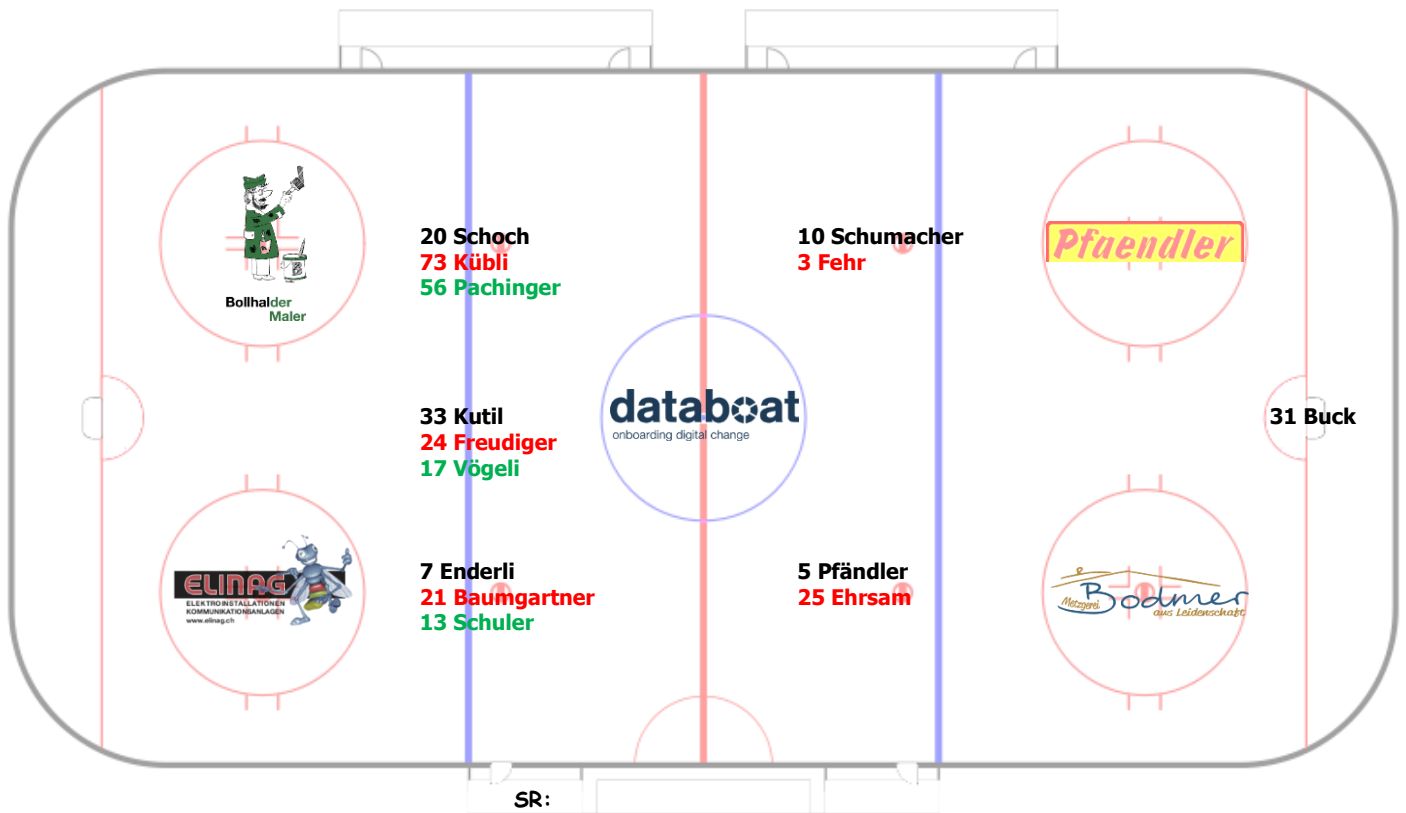 20 Schoch
73 Kübli
56 Pachinger
10 Schumacher
3 Fehr
Pfaendler
Bollhalder
Maler
33 Kutil
24 Freudiger
17 Vögeli
databoat
onboarding digital change
31 Buck
7 Enderli
21 Baumgartner
13 Schuler
5 Pfändler
25 Ehrsam
ELINAG
ELEKTROINSTALLATIONEN
KOMMUNIKATIONSANLAGEN
www.elinag.ch
Metzgerei Bodmer
aus Leidenschaft
SR: